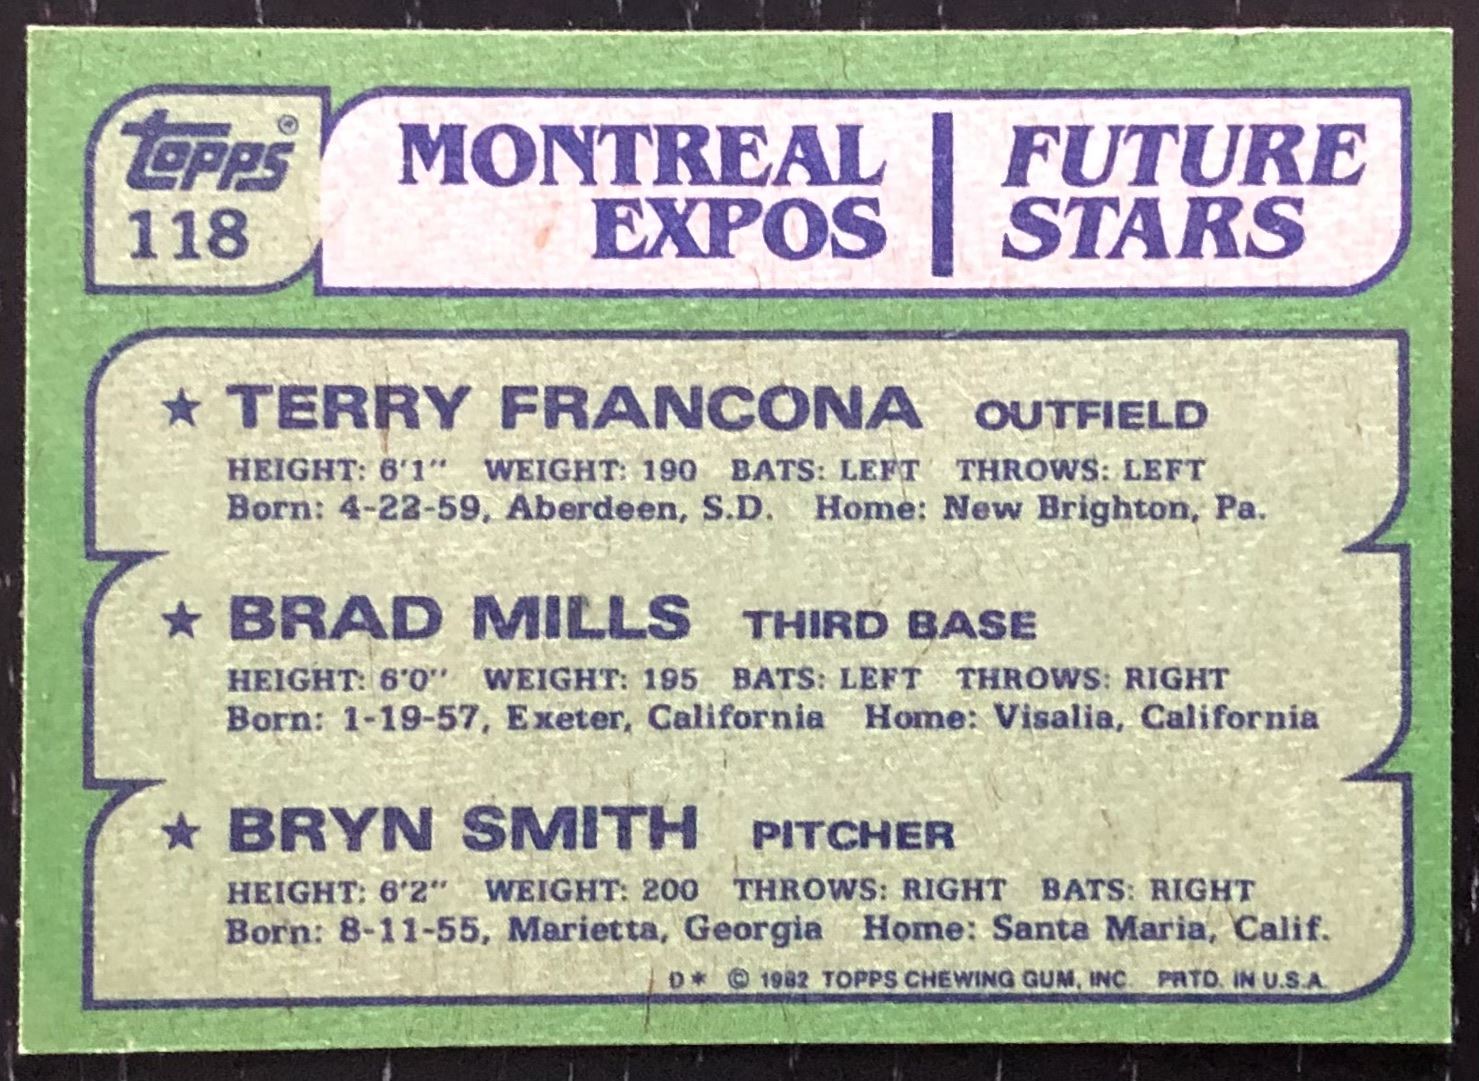 topps®
118
MONTREAL
EXPOS
FUTURE
STARS
★ TERRY FRANCONA OUTFIELD
HEIGHT: 6'1" WEIGHT: 190 BATS: LEFT THROWS: LEFT
Born: 4-22-59, Aberdeen, S.D. Home: New Brighton, Pa.
★ BRAD MILLS THIRD BASE
HEIGHT: 6'0" WEIGHT: 195 BATS: LEFT THROWS: RIGHT
Born: 1-19-57, Exeter, California Home: Visalia, California
★ BRYN SMITH PITCHER
HEIGHT: 6'2" WEIGHT: 200 THROWS: RIGHT BATS: RIGHT
Born: 8-11-55, Marietta, Georgia Home: Santa Maria, Calif.
D* © 1982 TOPPS CHEWING GUM, INC. PRTD. IN U.S.A.